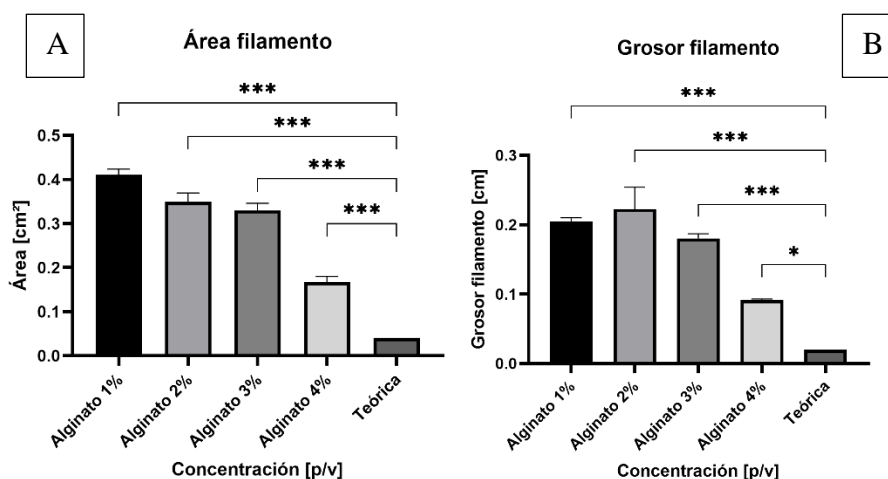 A
Área filamento
***
***
***
***
0.5
0.4
0.3
0.2
0.1
0.0
Área [cm²]
Alginato 1%
Alginato 2%
Alginato 3%
Alginato 4%
Teórica
Concentración [p/v]
B
Grosor filamento
***
***
***
*
0.3
0.2
0.1
0.0
Grosor filamento [cm]
Alginato 1%
Alginato 2%
Alginato 3%
Alginato 4%
Teórica
Concentración [p/v]